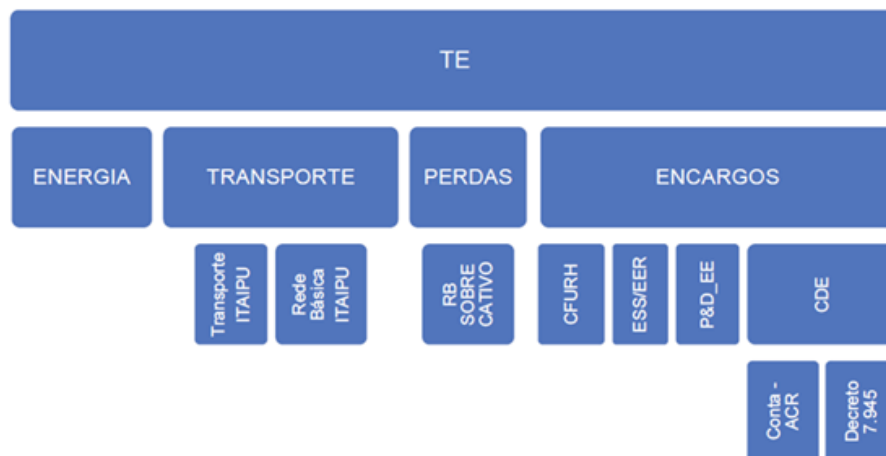 TE
ENERGIA
TRANSPORTE
PERDAS
ENCARGOS
Transporte
ITAIPU
Rede
Básica
ITAIPU
RB
SOBRE
CATIVO
CFURH
ESS/EER
P&D_EE
CDE
Conta -
ACR
Decreto
7.945